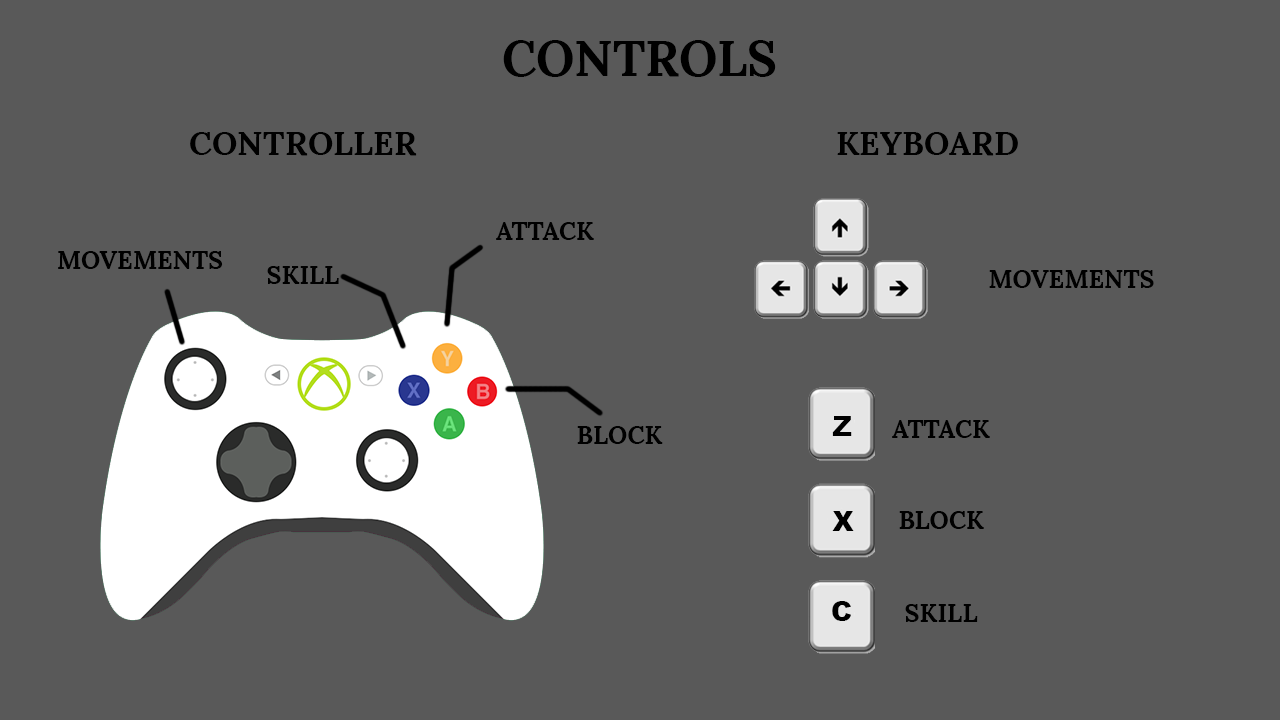 CONTROLS
CONTROLLER
MOVEMENTS
SKILL
ATTACK
Y
X
B
A
BLOCK
KEYBOARD
↑
← ↓ →
MOVEMENTS
Z ATTACK
X BLOCK
C SKILL